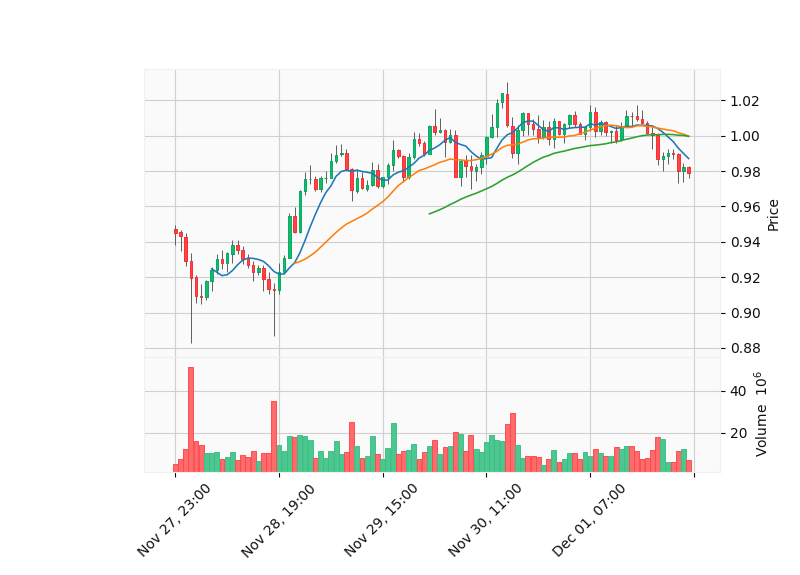 1.02
1.00
0.98
0.96
0.94
0.92
0.90
0.88
Price
40
20
Volume 10⁶
Nov 27, 23:00
Nov 28, 19:00
Nov 29, 15:00
Nov 30, 11:00
Dec 01, 07:00